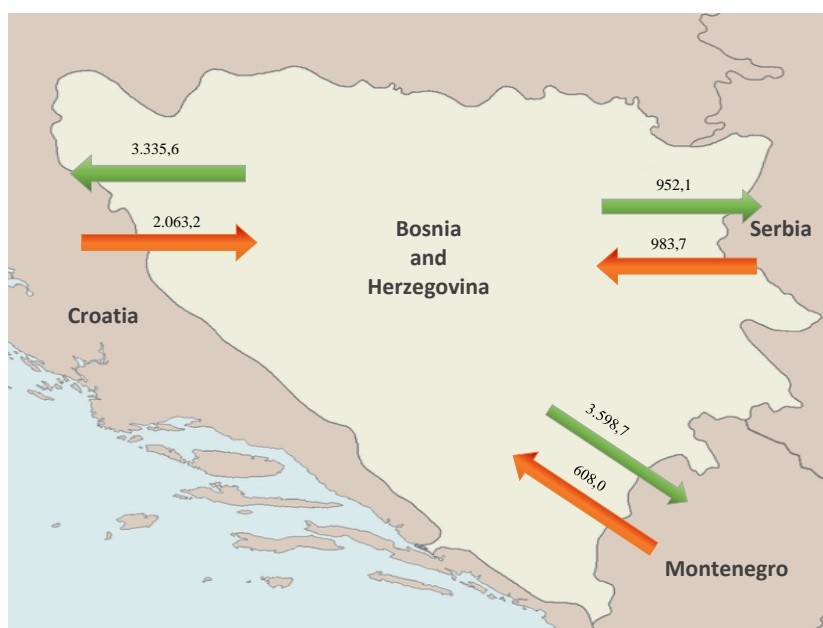 3.335,6
2.063,2
Croatia
Bosnia
and
Herzegovina
952,1
983,7
Serbia
3.598,7
608,0
Montenegro